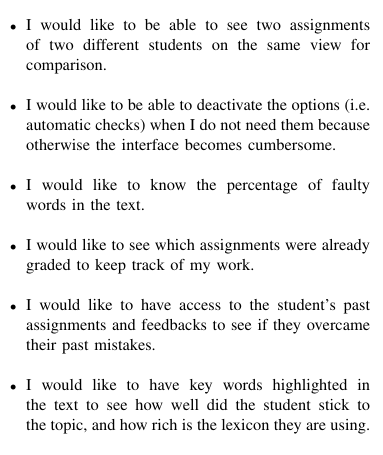 • I would like to be able to see two assignments
of two different students on the same view for
comparison.
• I would like to be able to deactivate the options (i.e.
automatic checks) when I do not need them because
otherwise the interface becomes cumbersome.
• I would like to know the percentage of faulty
words in the text.
• I would like to see which assignments were already
graded to keep track of my work.
• I would like to have access to the student's past
assignments and feedbacks to see if they overcame
their past mistakes.
• I would like to have key words highlighted in
the text to see how well did the student stick to
the topic, and how rich is the lexicon they are using.